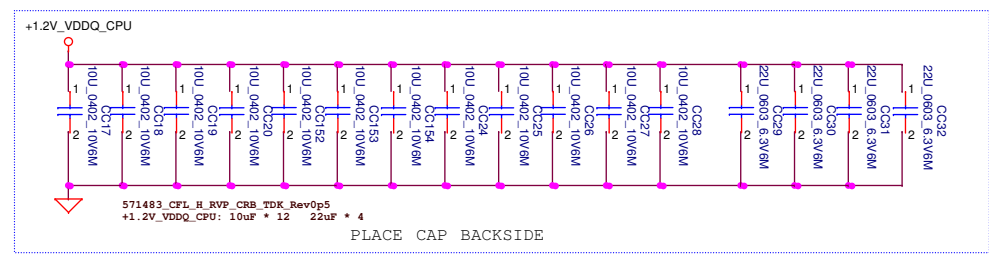 +1.2V_VDDQ_CPU
1
2
CC17
10U_0402_10V6M
1
2
CC18
10U_0402_10V6M
1
2
CC19
10U_0402_10V6M
1
2
CC20
10U_0402_10V6M
1
2
CC152
10U_0402_10V6M
1
2
CC153
10U_0402_10V6M
1
2
CC154
10U_0402_10V6M
1
2
CC24
10U_0402_10V6M
1
2
CC25
10U_0402_10V6M
1
2
CC26
10U_0402_10V6M
1
2
CC27
10U_0402_10V6M
1
2
CC28
10U_0402_10V6M
1
2
CC29
22U_0603_6.3V6M
1
2
CC30
22U_0603_6.3V6M
1
2
CC31
22U_0603_6.3V6M
1
2
CC32
22U_0603_6.3V6M
571483_CFL_H_RVP_CRB_TDK_Rev0p5
+1.2V_VDDQ_CPU: 10uF * 12 22uF * 4
PLACE CAP BACKSIDE